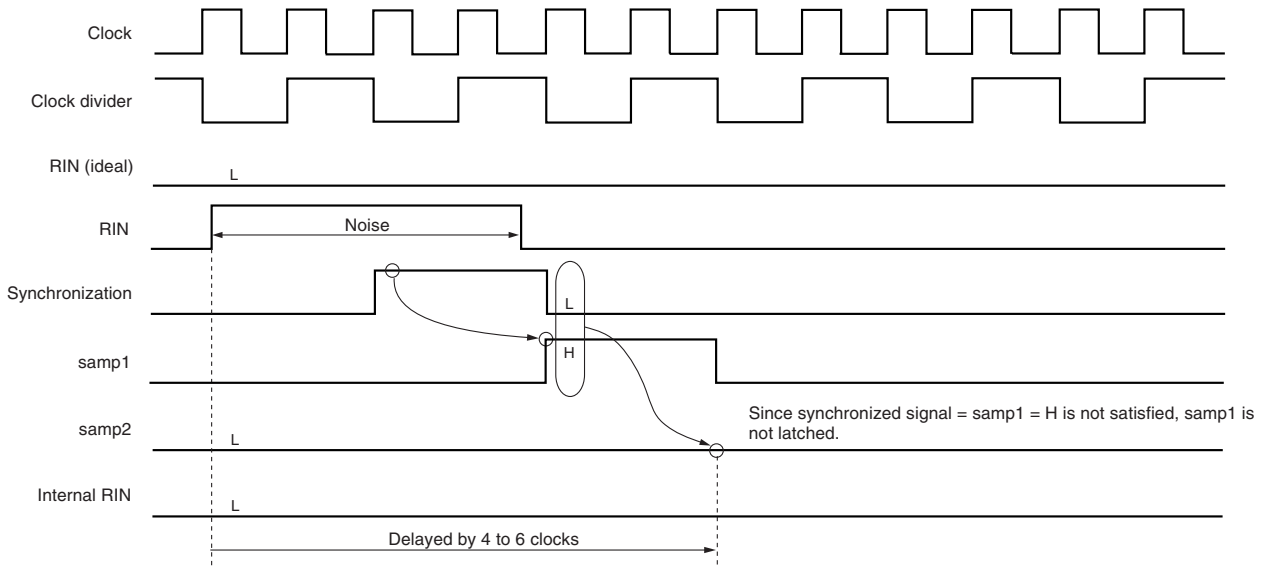 Clock
Clock divider
RIN (ideal)
L
RIN
Noise
Synchronization
L
samp1
H
Since synchronized signal = samp1 = H is not satisfied, samp1 is
not latched.
samp2
L
Internal RIN
L
Delayed by 4 to 6 clocks